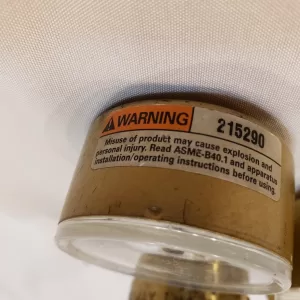 WARNING 215290
Misuse of product may cause explosion and
personal injury. Read ASME-B40.1 and apparatus
installation/operating instructions before using.